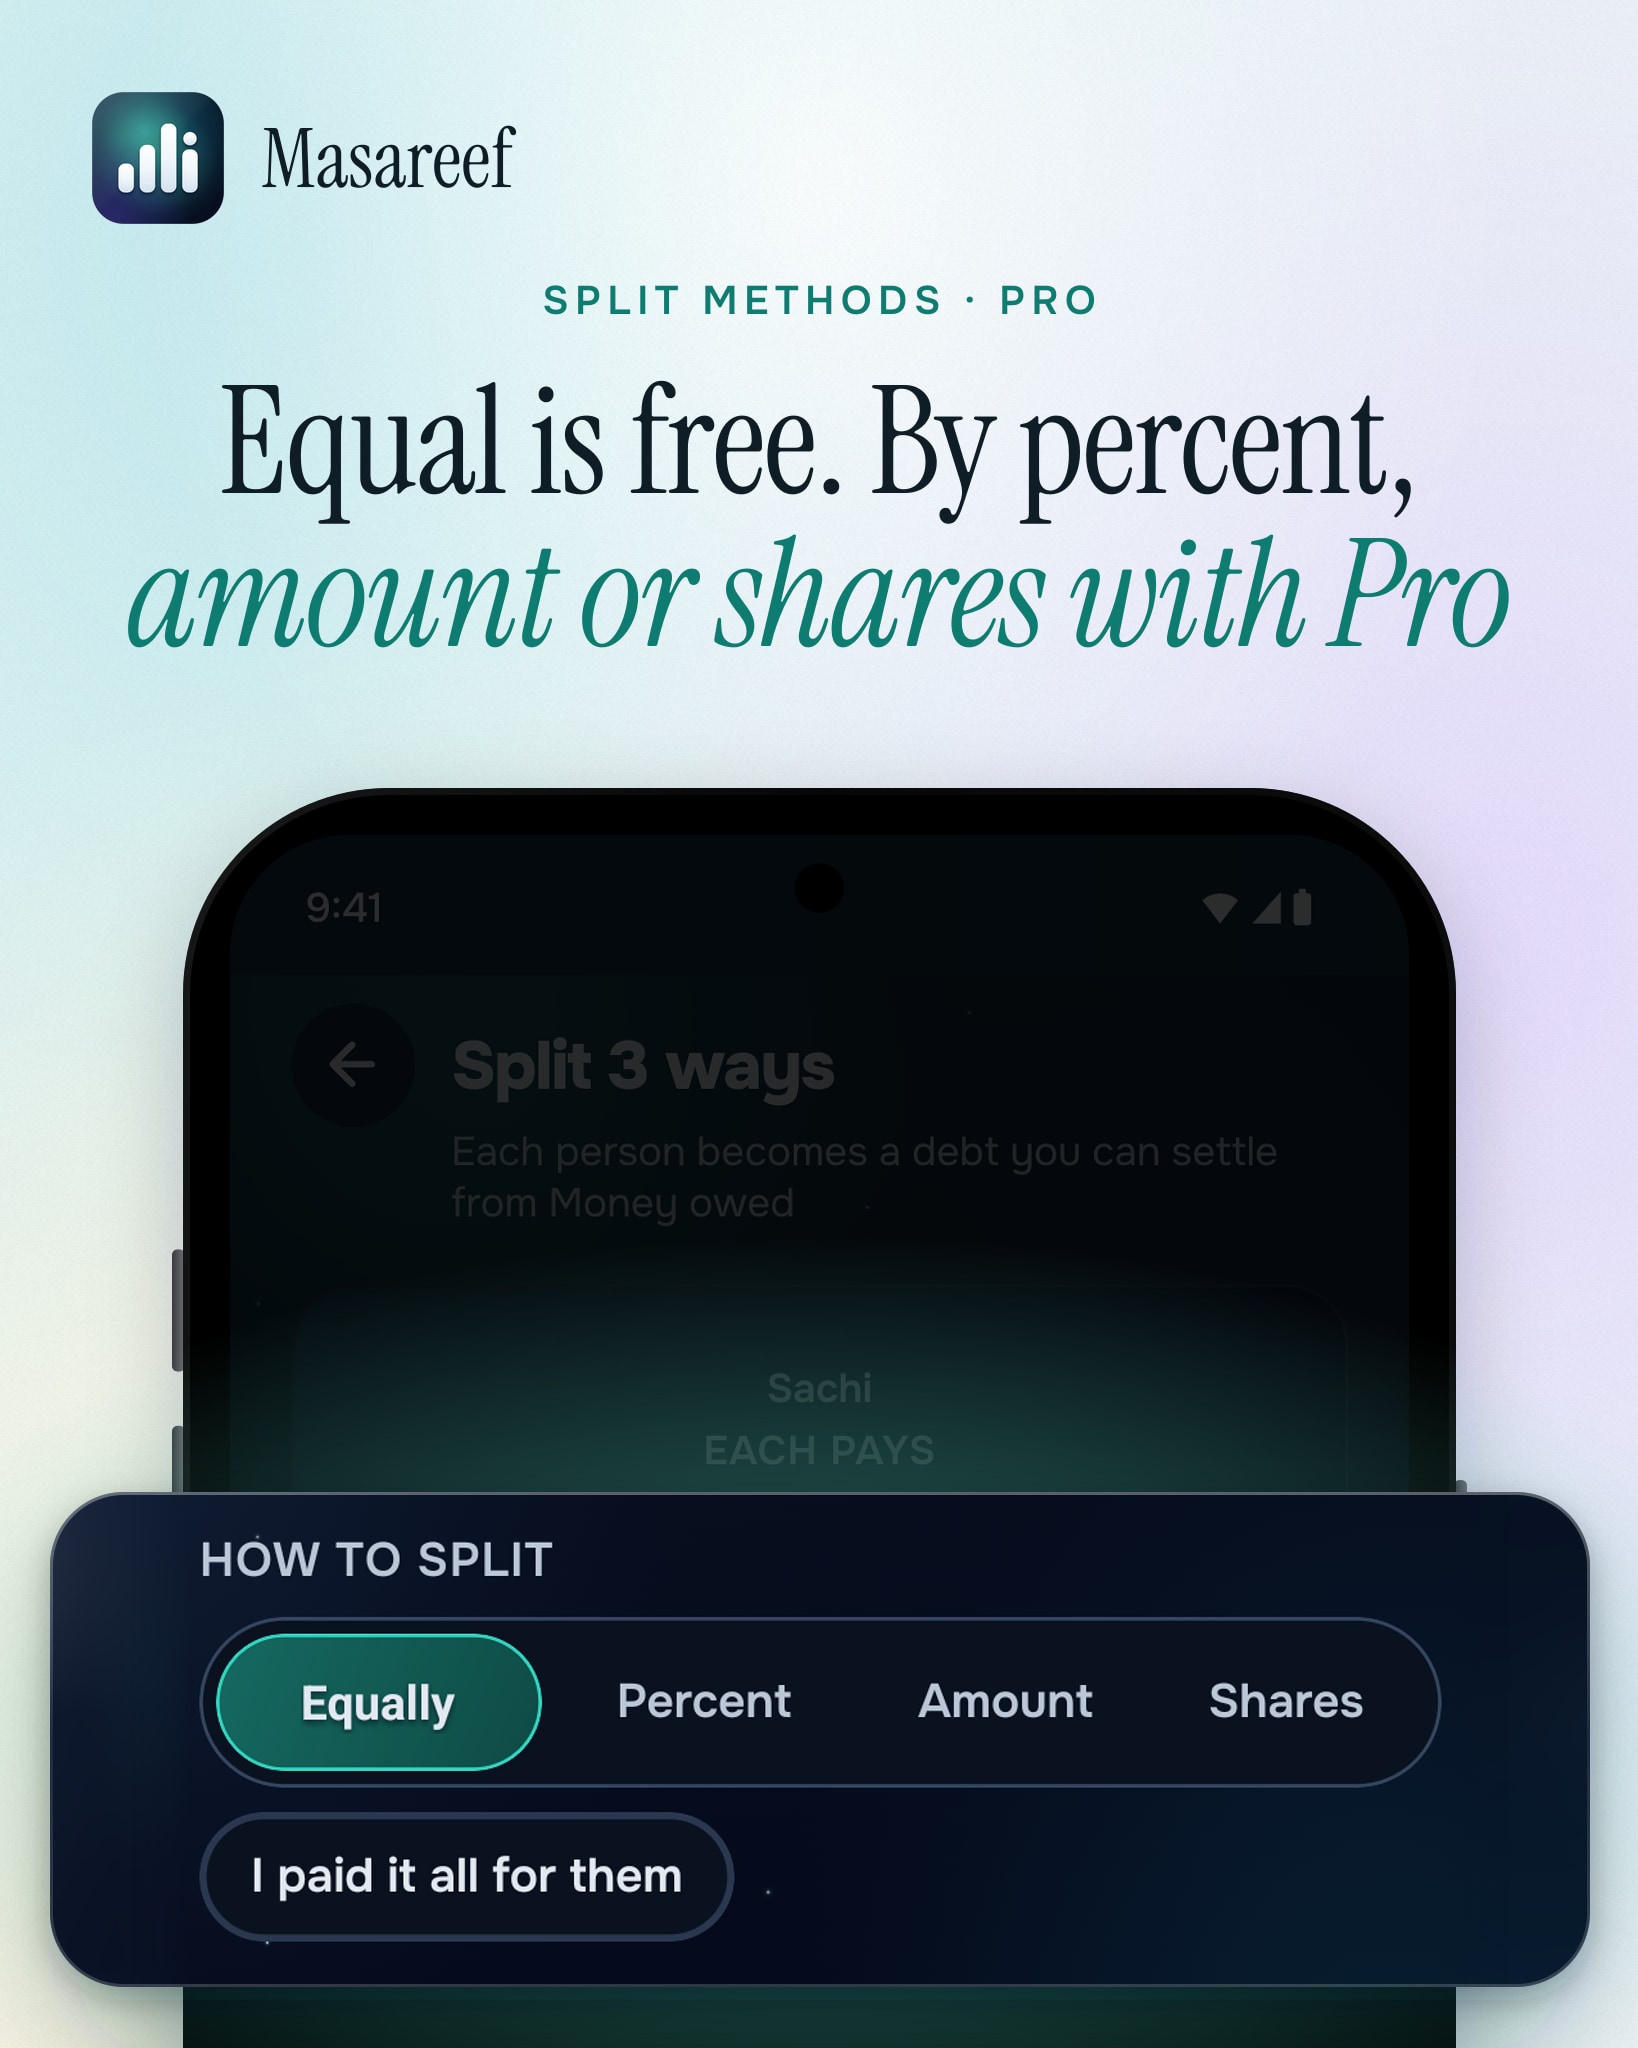 Masareef
SPLIT METHODS · PRO
Equal is free. By percent,
amount or shares with Pro
9:41
Split 3 ways
Each person becomes a debt you can settle
from Money owed
Sachi
EACH PAYS
HOW TO SPLIT
Equally Percent Amount Shares
I paid it all for them